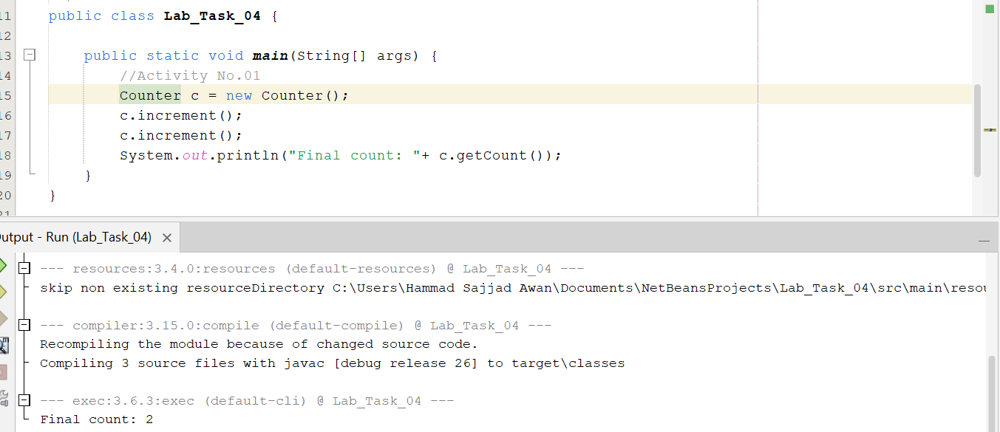 11 public class Lab_Task_04 {
12
13 public static void main(String[] args) {
14 //Activity No.01
15 Counter c = new Counter();
16 c.increment();
17 c.increment();
18 System.out.println("Final count: "+ c.getCount());
19 }
20 }
21
Output - Run (Lab_Task_04)
--- resources:3.4.0:resources (default-resources) @ Lab_Task_04 ---
skip non existing resourceDirectory C:\Users\Hammad Sajjad Awan\Documents\NetBeansProjects\Lab_Task_04\src\main\resou
--- compiler:3.15.0:compile (default-compile) @ Lab_Task_04 ---
Recompiling the module because of changed source code.
Compiling 3 source files with javac [debug release 26] to target\classes
--- exec:3.6.3:exec (default-cli) @ Lab_Task_04 ---
Final count: 2